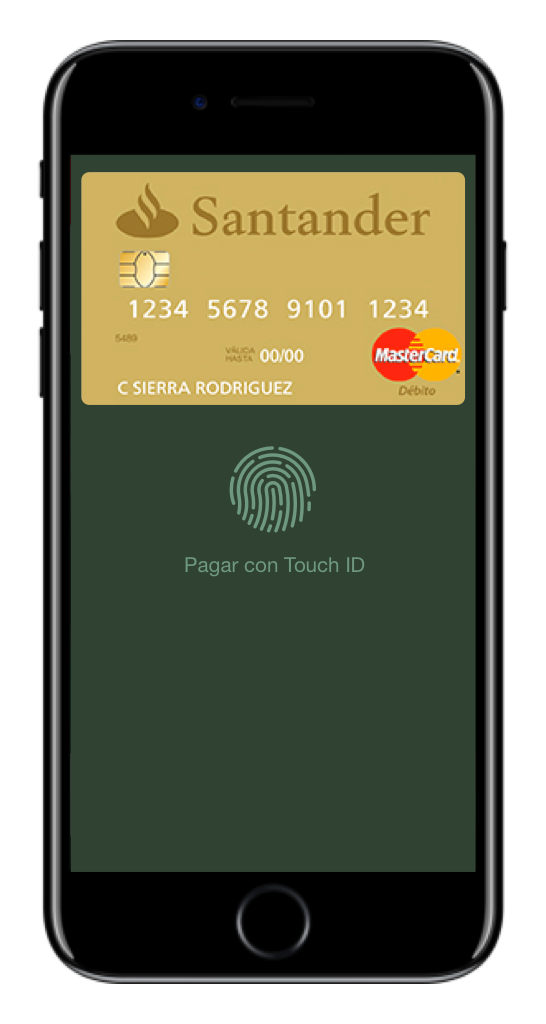 Santander
1234 5678 9101 1234
5489
VÁLIDA HASTA 00/00
MasterCard
C SIERRA RODRIGUEZ
Débito
Pagar con Touch ID